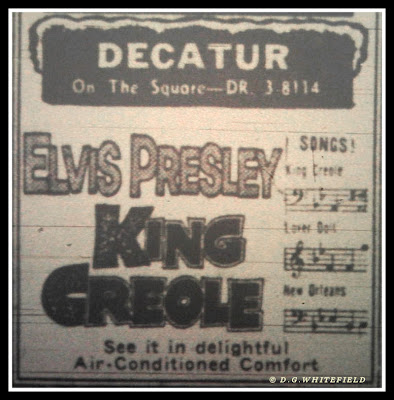 DECATUR
On The Square—DR. 3-8114
ELVIS PRESLEY
KING
CREOLE
SONGS!
King Creole
Lover Doll
New Orleans
See it in delightful
Air-Conditioned Comfort
© D.G.WHITEFIELD